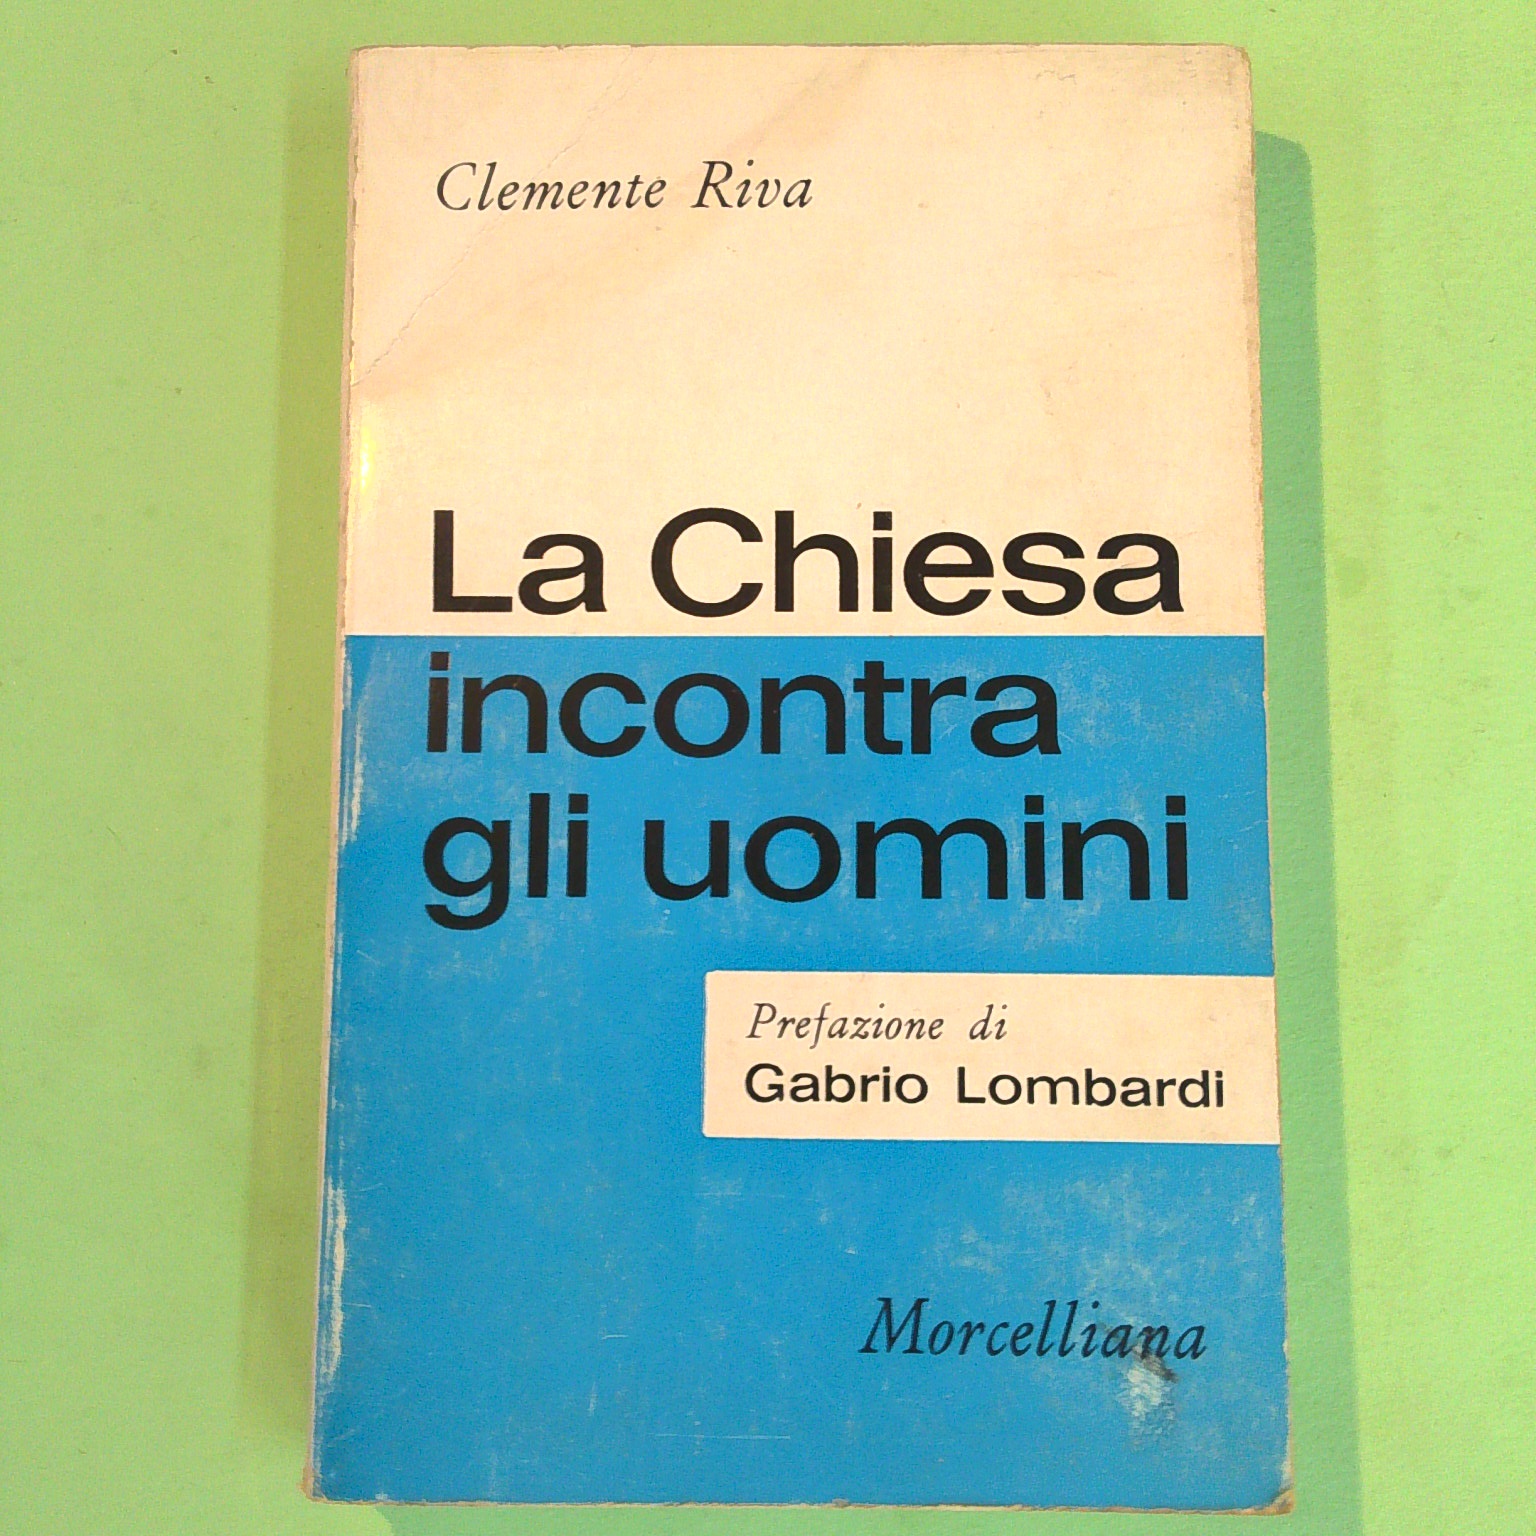 Clemente Riva
La Chiesa
incontra
gli uomini
Prefazione di
Gabrio Lombardi
Morcelliana